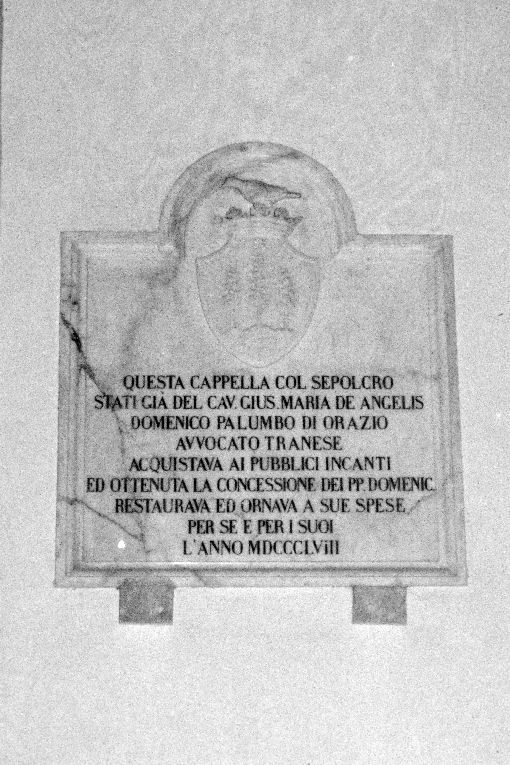 QUESTA CAPPELLA COL SEPOLCRO
STATI GIÀ DEL CAV. GIUS. MARIA DE ANGELIS
DOMENICO PALUMBO DI ORAZIO
AVVOCATO TRANESE
ACQUISTAVA AI PUBBLICI INCANTI
ED OTTENUTA LA CONCESSIONE DEI PP. DOMENIC.
RESTAURAVA ED ORNAVA A SUE SPESE
PER SE E PER I SUOI
L'ANNO MDCCCLViii